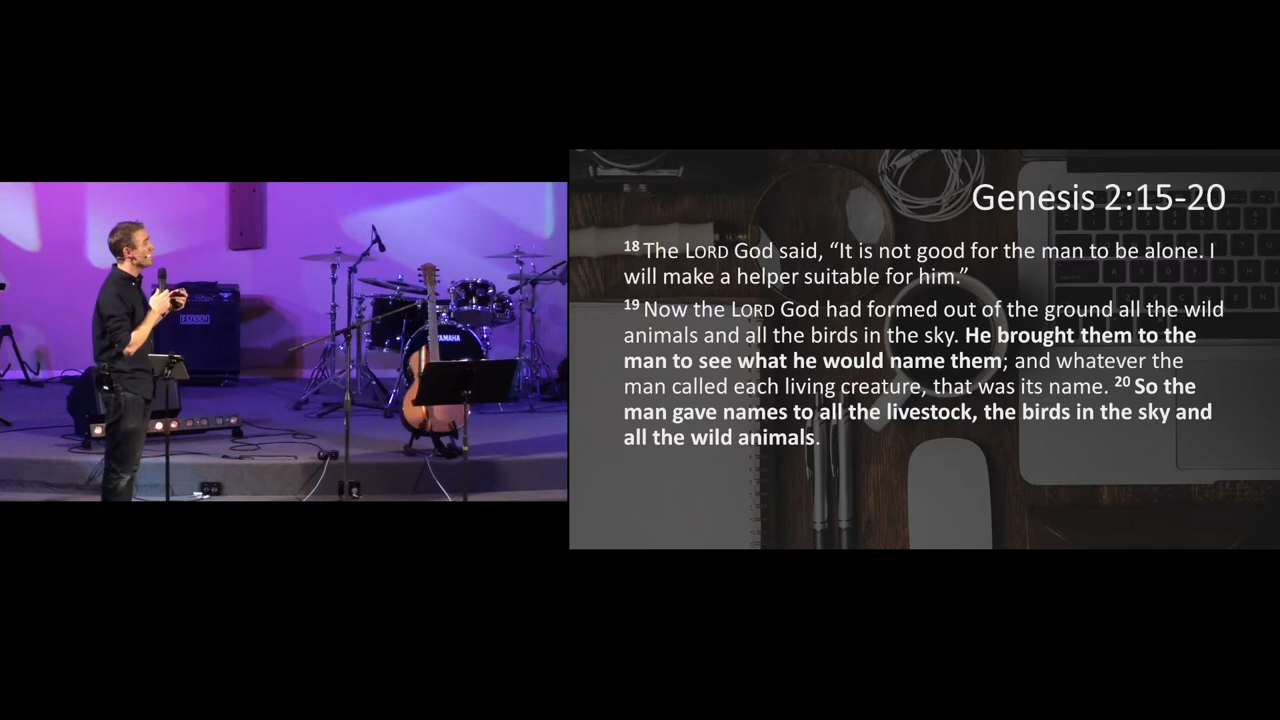 Genesis 2:15-20
18 The LORD God said, “It is not good for the man to be alone. I
will make a helper suitable for him.”
19 Now the LORD God had formed out of the ground all the wild
animals and all the birds in the sky. He brought them to the
man to see what he would name them; and whatever the
man called each living creature, that was its name. 20 So the
man gave names to all the livestock, the birds in the sky and
all the wild animals.
YAMAHA